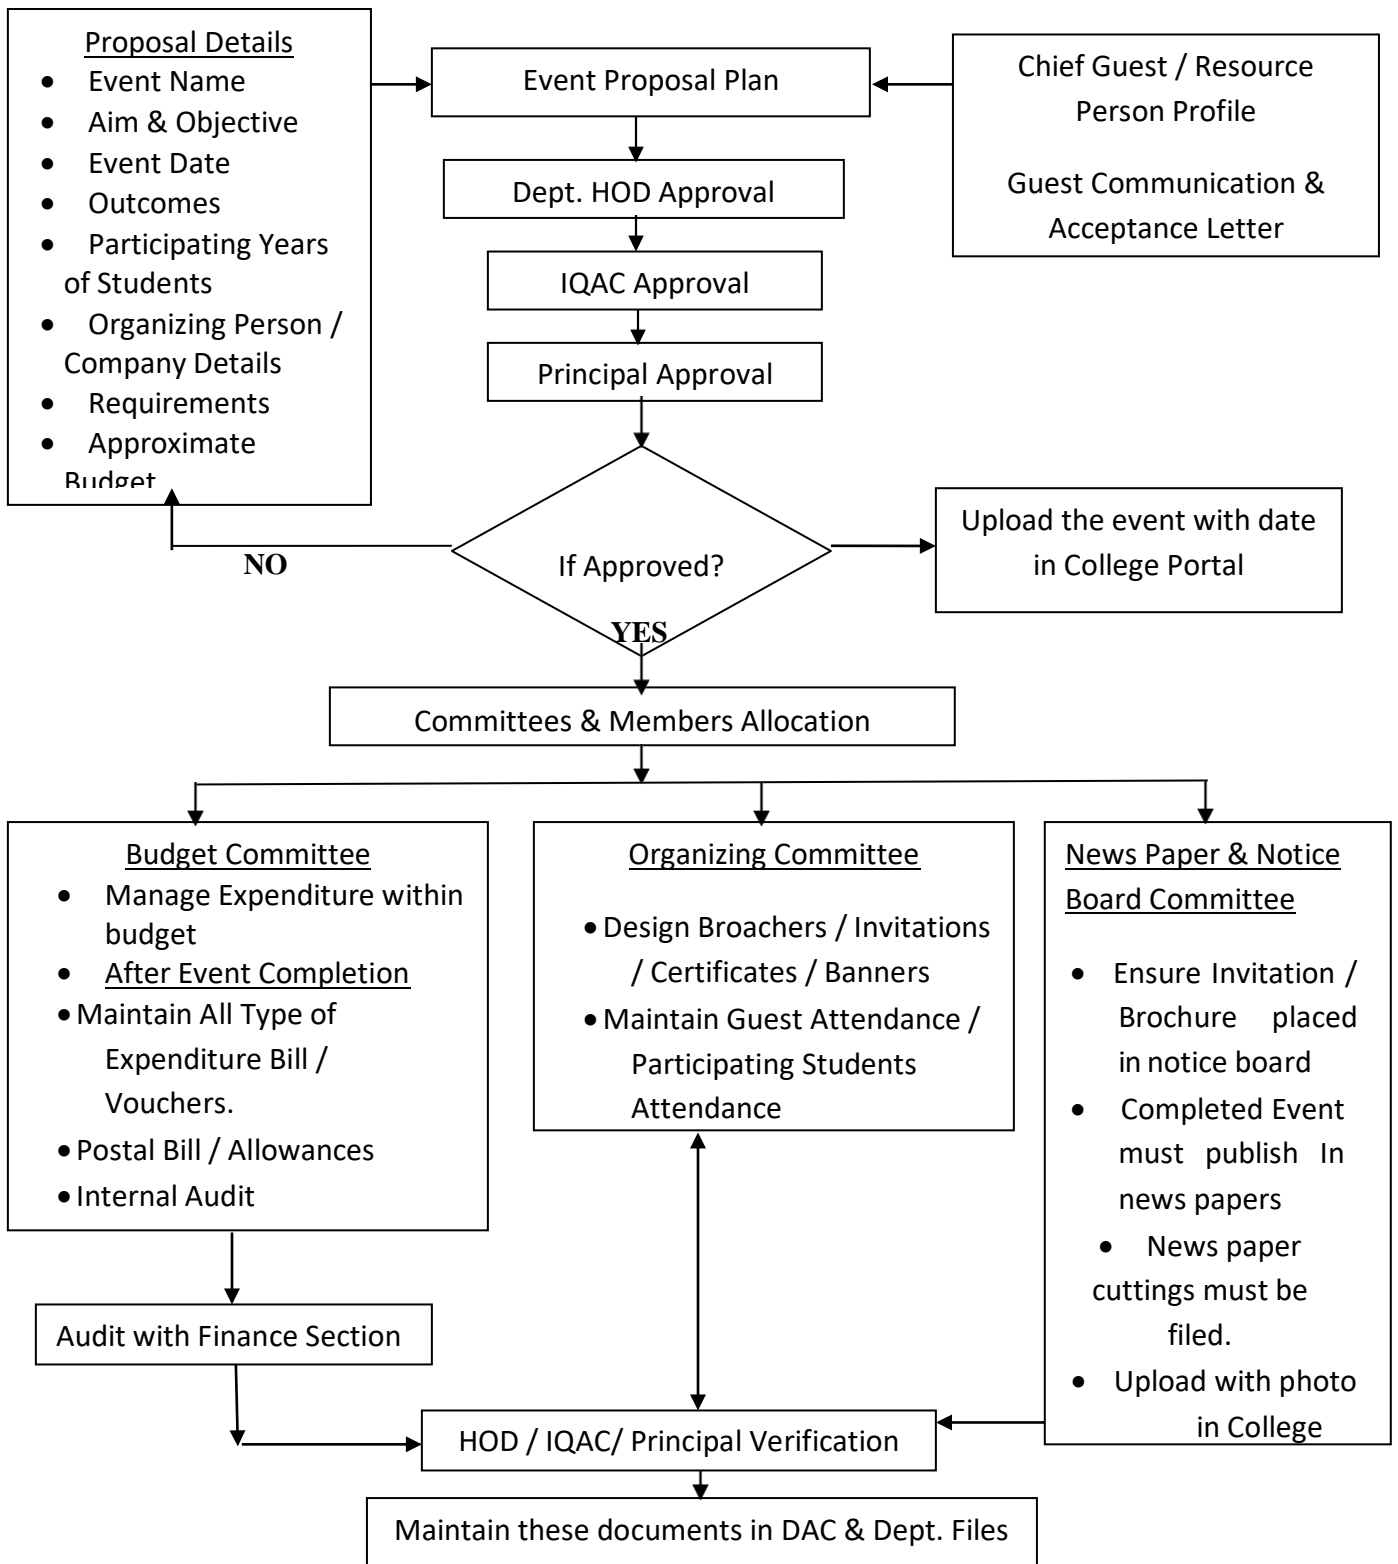 Proposal Details
• Event Name
• Aim & Objective
• Event Date
• Outcomes
• Participating Years
of Students
• Organizing Person /
Company Details
• Requirements
• Approximate
Budget
Event Proposal Plan
Chief Guest / Resource
Person Profile
Guest Communication &
Acceptance Letter
Dept. HOD Approval
IQAC Approval
Principal Approval
If Approved?
NO
YES
Upload the event with date
in College Portal
Committees & Members Allocation
Budget Committee
• Manage Expenditure within
budget
• After Event Completion
• Maintain All Type of
Expenditure Bill /
Vouchers.
• Postal Bill / Allowances
• Internal Audit
Organizing Committee
• Design Broachers / Invitations
/ Certificates / Banners
• Maintain Guest Attendance /
Participating Students
Attendance
News Paper & Notice
Board Committee
• Ensure Invitation /
Brochure placed
in notice board
• Completed Event
must publish In
news papers
• News paper
cuttings must be
filed.
• Upload with photo
in College
Audit with Finance Section
HOD / IQAC/ Principal Verification
Maintain these documents in DAC & Dept. Files